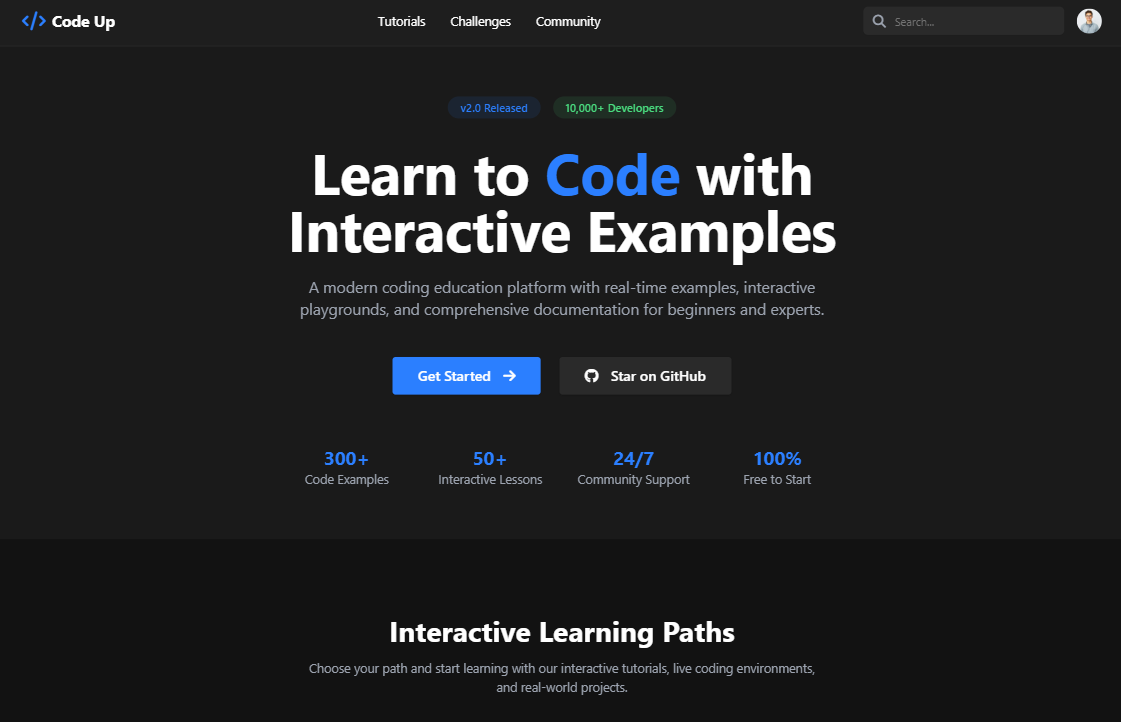 </> Code Up
Tutorials Challenges Community
Search...
v2.0 Released
10,000+ Developers
Learn to Code with
Interactive Examples
A modern coding education platform with real-time examples, interactive
playgrounds, and comprehensive documentation for beginners and experts.
Get Started
Star on GitHub
300+
Code Examples
50+
Interactive Lessons
24/7
Community Support
100%
Free to Start
Interactive Learning Paths
Choose your path and start learning with our interactive tutorials, live coding environments,
and real-world projects.